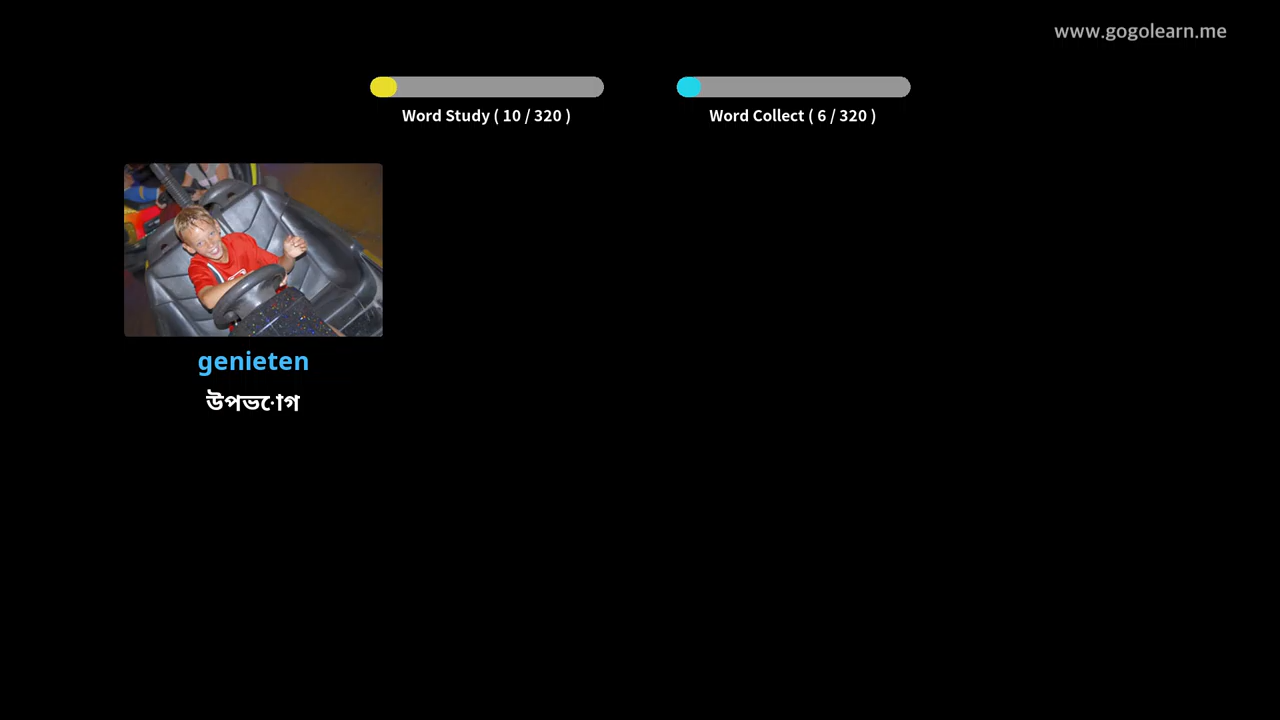 www.gogolearn.me
Word Study ( 10 / 320 )
Word Collect ( 6 / 320 )
genieten
উপভোগ